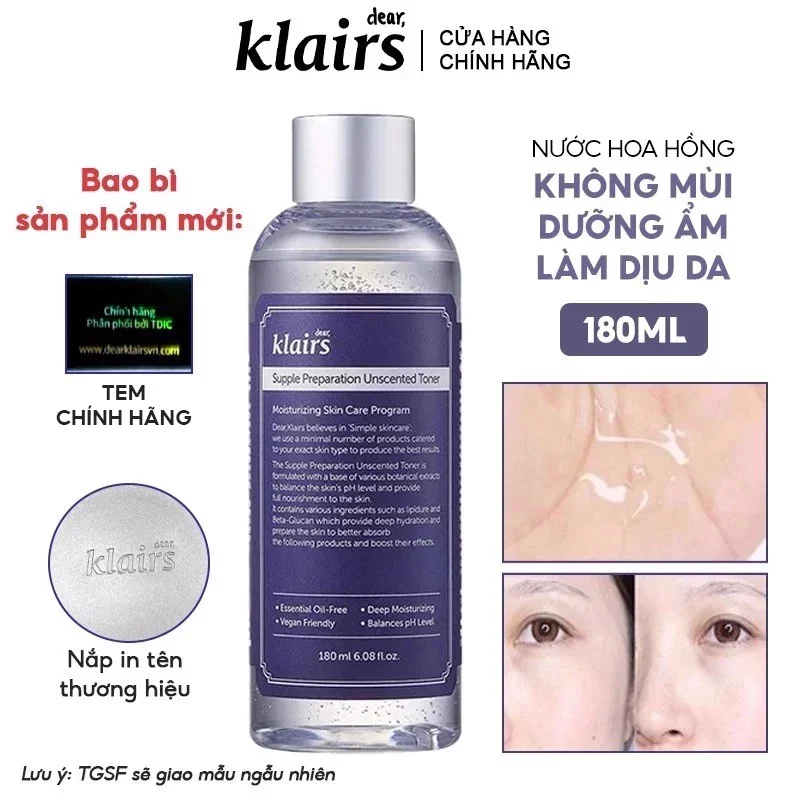 dear,
klairs
CỬA HÀNG
CHÍNH HÃNG
Bao bì
sản phẩm mới:
Chính hãng
Phân phối bởi TDIC
www.dearklairsvn.com
TEM
CHÍNH HÃNG
dear,
klairs
Nắp in tên
thương hiệu
dear,
klairs
Supple Preparation Unscented Toner
Moisturizing Skin Care Program
Dear,Klairs believes in 'Simple skincare':
we use a minimal number of products catered
to your exact skin type to produce the best results.
The Supple Preparation Unscented Toner is
formulated with a base of various botanical extracts
to balance the skin's pH level and provide
full nourishment to the skin.
It contains various ingredients such as lipidure and
Beta-Glucan which provide deep hydration and
prepare the skin to better absorb
the following products and boost their effects.
• Essential Oil-Free • Deep Moisturizing
• Vegan Friendly • Balances pH Level
180 ml 6.08 fl.oz.
NƯỚC HOA HỒNG
KHÔNG MÙI
DƯỠNG ẨM
LÀM DỊU DA
180ML
Lưu ý: TGSF sẽ giao mẫu ngẫu nhiên